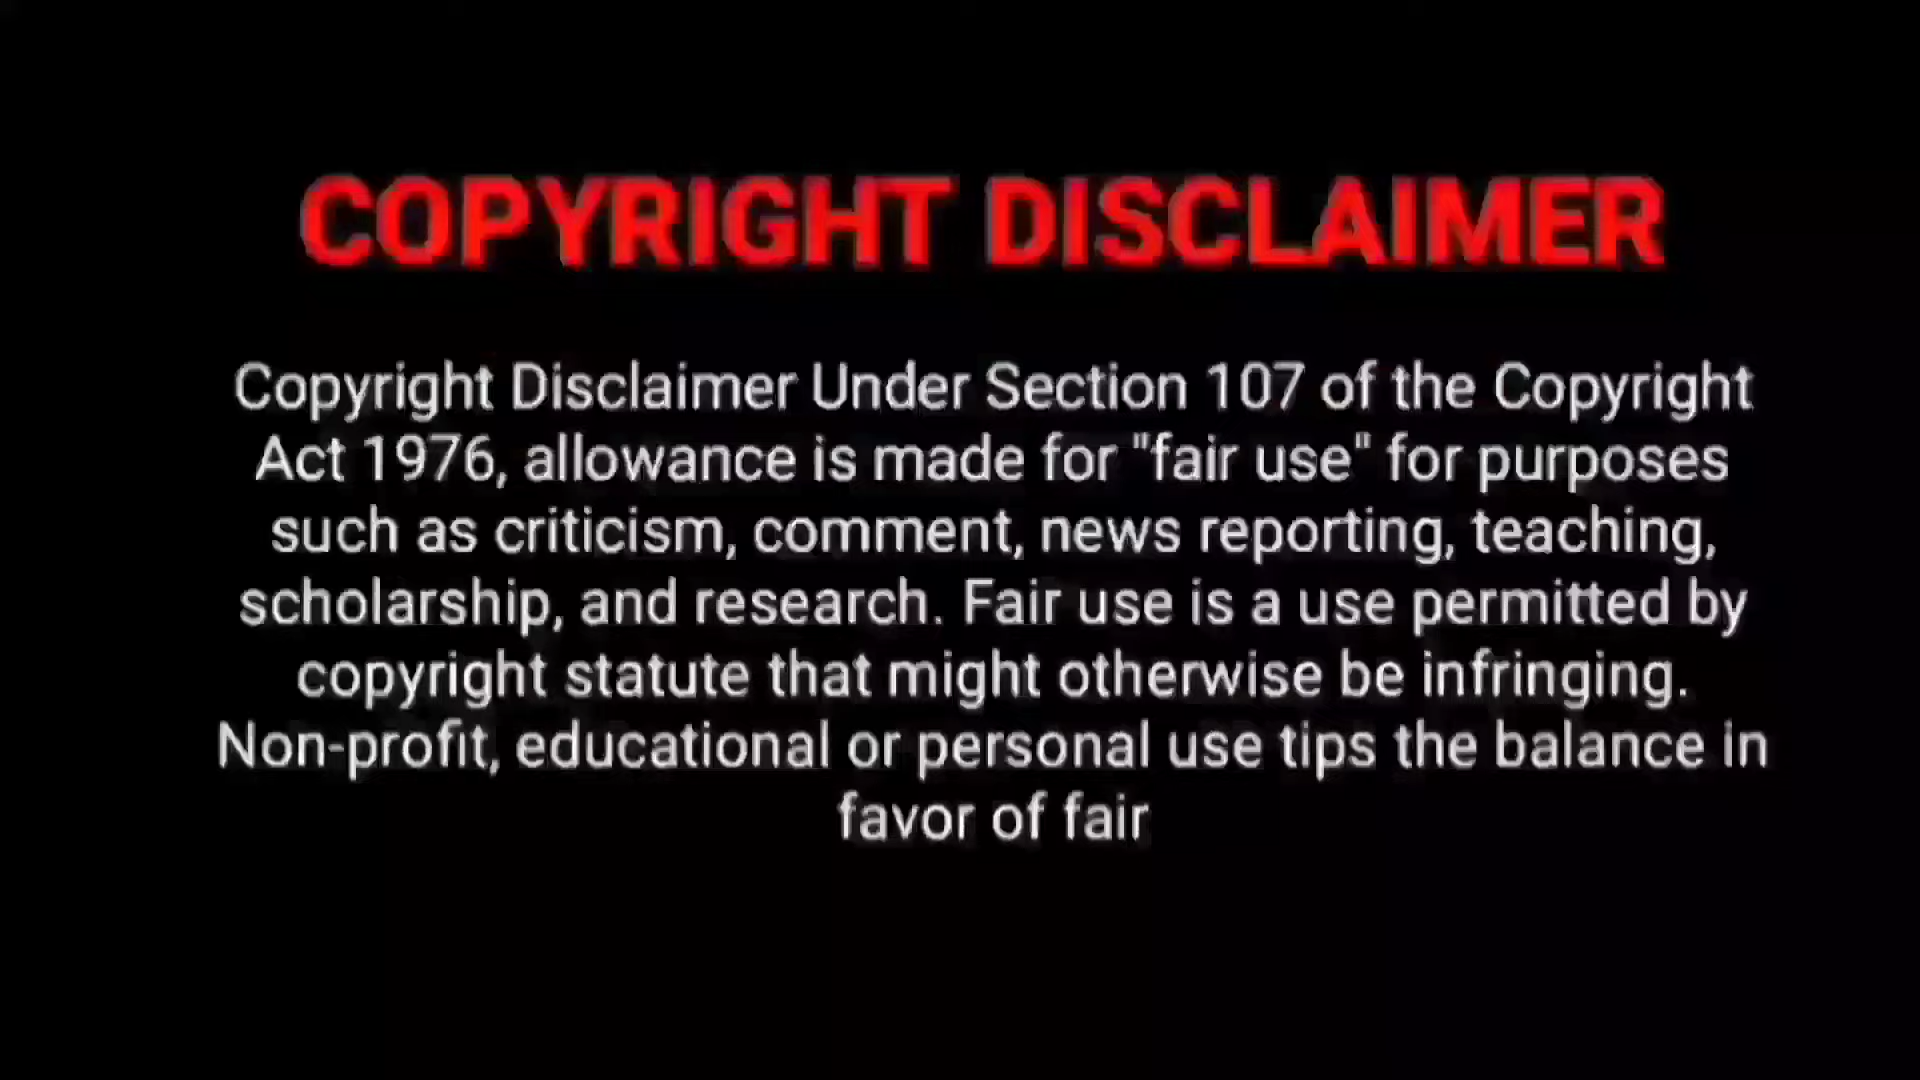 COPYRIGHT DISCLAIMER
Copyright Disclaimer Under Section 107 of the Copyright
Act 1976, allowance is made for "fair use" for purposes
such as criticism, comment, news reporting, teaching,
scholarship, and research. Fair use is a use permitted by
copyright statute that might otherwise be infringing.
Non-profit, educational or personal use tips the balance in
favor of fair